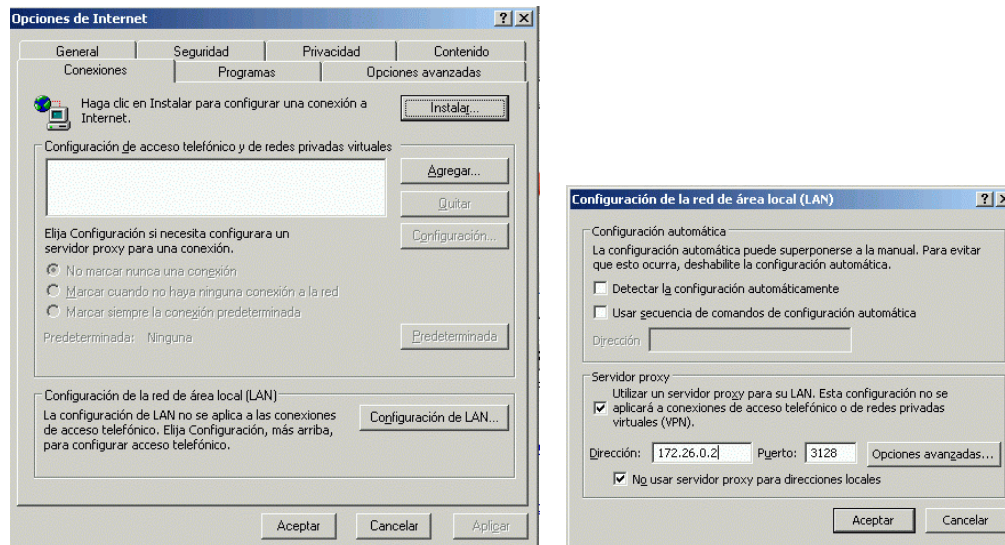 Opciones de Internet
General
Seguridad
Privacidad
Contenido
Conexiones
Programas
Opciones avanzadas
Haga clic en Instalar para configurar una conexión a
Internet.
Instalar...
Configuración de acceso telefónico y de redes privadas virtuales
Agregar...
Quitar
Configuración...
Elija Configuración si necesita configurara un
servidor proxy para una conexión.
No marcar nunca una conexión
Marcar cuando no haya ninguna conexión a la red
Marcar siempre la conexión predeterminada
Predeterminada: Ninguna
Predeterminada
Configuración de la red de área local (LAN)
La configuración de LAN no se aplica a las conexiones
de acceso telefónico. Elija Configuración, más arriba,
para configurar acceso telefónico.
Configuración de LAN...
Aceptar
Cancelar
Aplicar
Configuración de la red de área local (LAN)
Configuración automática
La configuración automática puede superponerse a la manual. Para evitar
que esto ocurra, deshabilite la configuración automática.
Detectar la configuración automáticamente
Usar secuencia de comandos de configuración automática
Dirección
Servidor proxy
Utilizar un servidor proxy para su LAN. Esta configuración no se
aplicará a conexiones de acceso telefónico o de redes privadas
virtuales (VPN).
Dirección: 172.26.0.2 Puerto: 3128 Opciones avanzadas...
No usar servidor proxy para direcciones locales
Aceptar
Cancelar